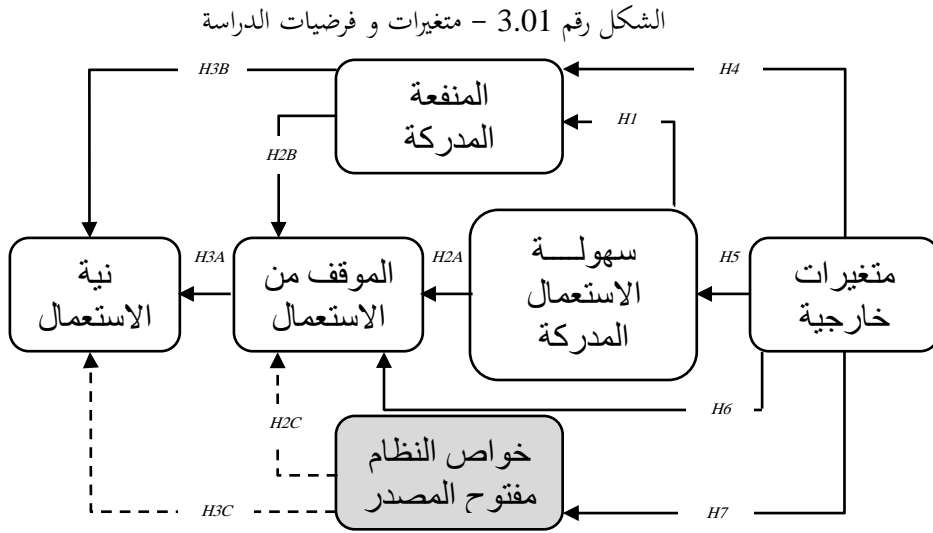 الشكل رقم 3.01 – متغيرات و فرضيات الدراسة
H3B
H4
المنفعة
المدركة
H1
H2B
نية
الاستعمال
H3A
الموقف من
الاستعمال
H2A
سهولــــة
الاستعمال
المدركة
H5
متغيرات
خارجية
H6
H2C
خواص النظام
مفتوح المصدر
H3C
H7